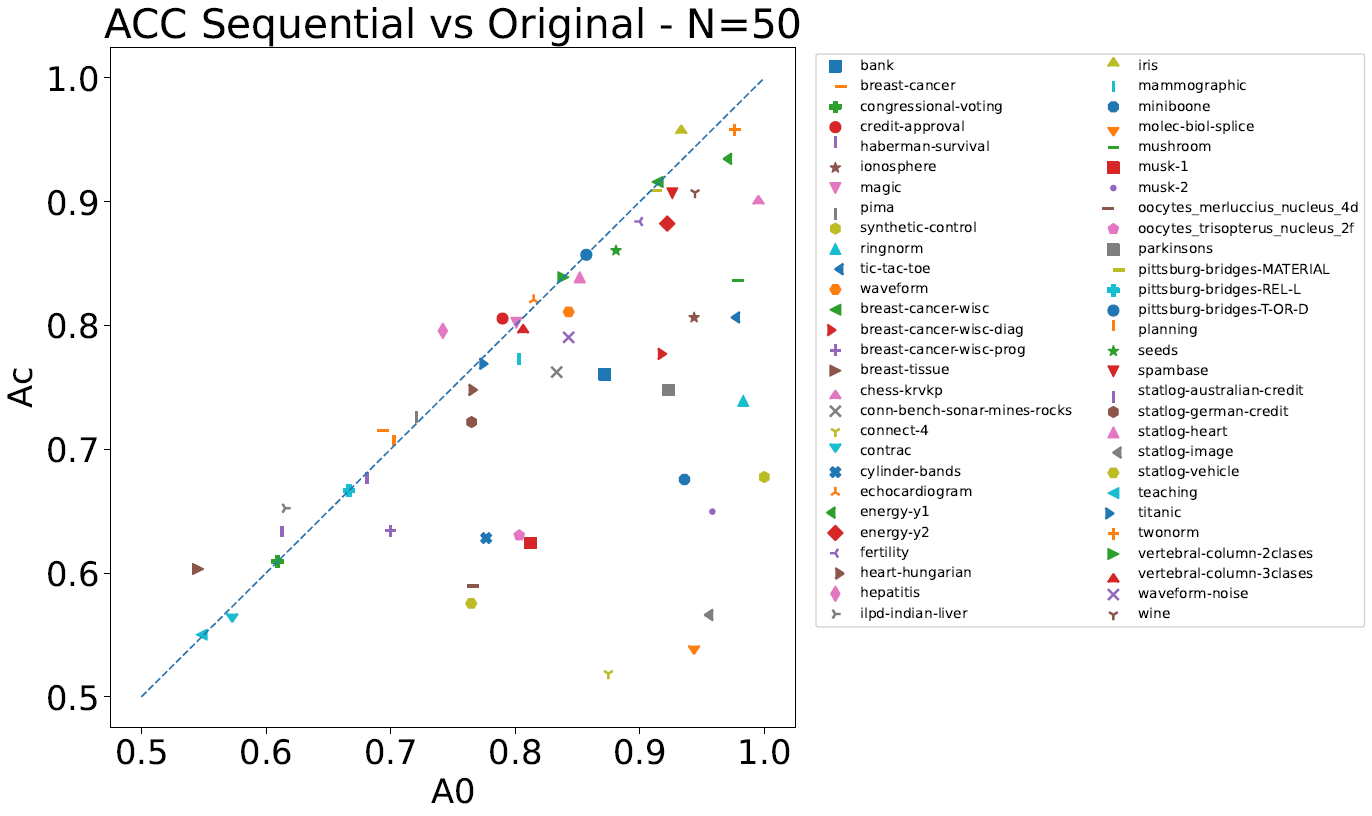 ACC Sequential vs Original - N=50
1.0
0.9
0.8
0.7
0.6
0.5
Ac
0.5 0.6 0.7 0.8 0.9 1.0
A0
bank
breast-cancer
congressional-voting
credit-approval
haberman-survival
ionosphere
magic
pima
synthetic-control
ringnorm
tic-tac-toe
waveform
breast-cancer-wisc
breast-cancer-wisc-diag
breast-cancer-wisc-prog
breast-tissue
chess-krvkp
conn-bench-sonar-mines-rocks
connect-4
contrac
cylinder-bands
echocardiogram
energy-y1
energy-y2
fertility
heart-hungarian
hepatitis
ilpd-indian-liver
iris
mammographic
miniboone
molec-biol-splice
mushroom
musk-1
musk-2
oocytes_merluccius_nucleus_4d
oocytes_trisopterus_nucleus_2f
parkinsons
pittsburg-bridges-MATERIAL
pittsburg-bridges-REL-L
pittsburg-bridges-T-OR-D
planning
seeds
spambase
statlog-australian-credit
statlog-german-credit
statlog-heart
statlog-image
statlog-vehicle
teaching
titanic
twonorm
vertebral-column-2clases
vertebral-column-3clases
waveform-noise
wine